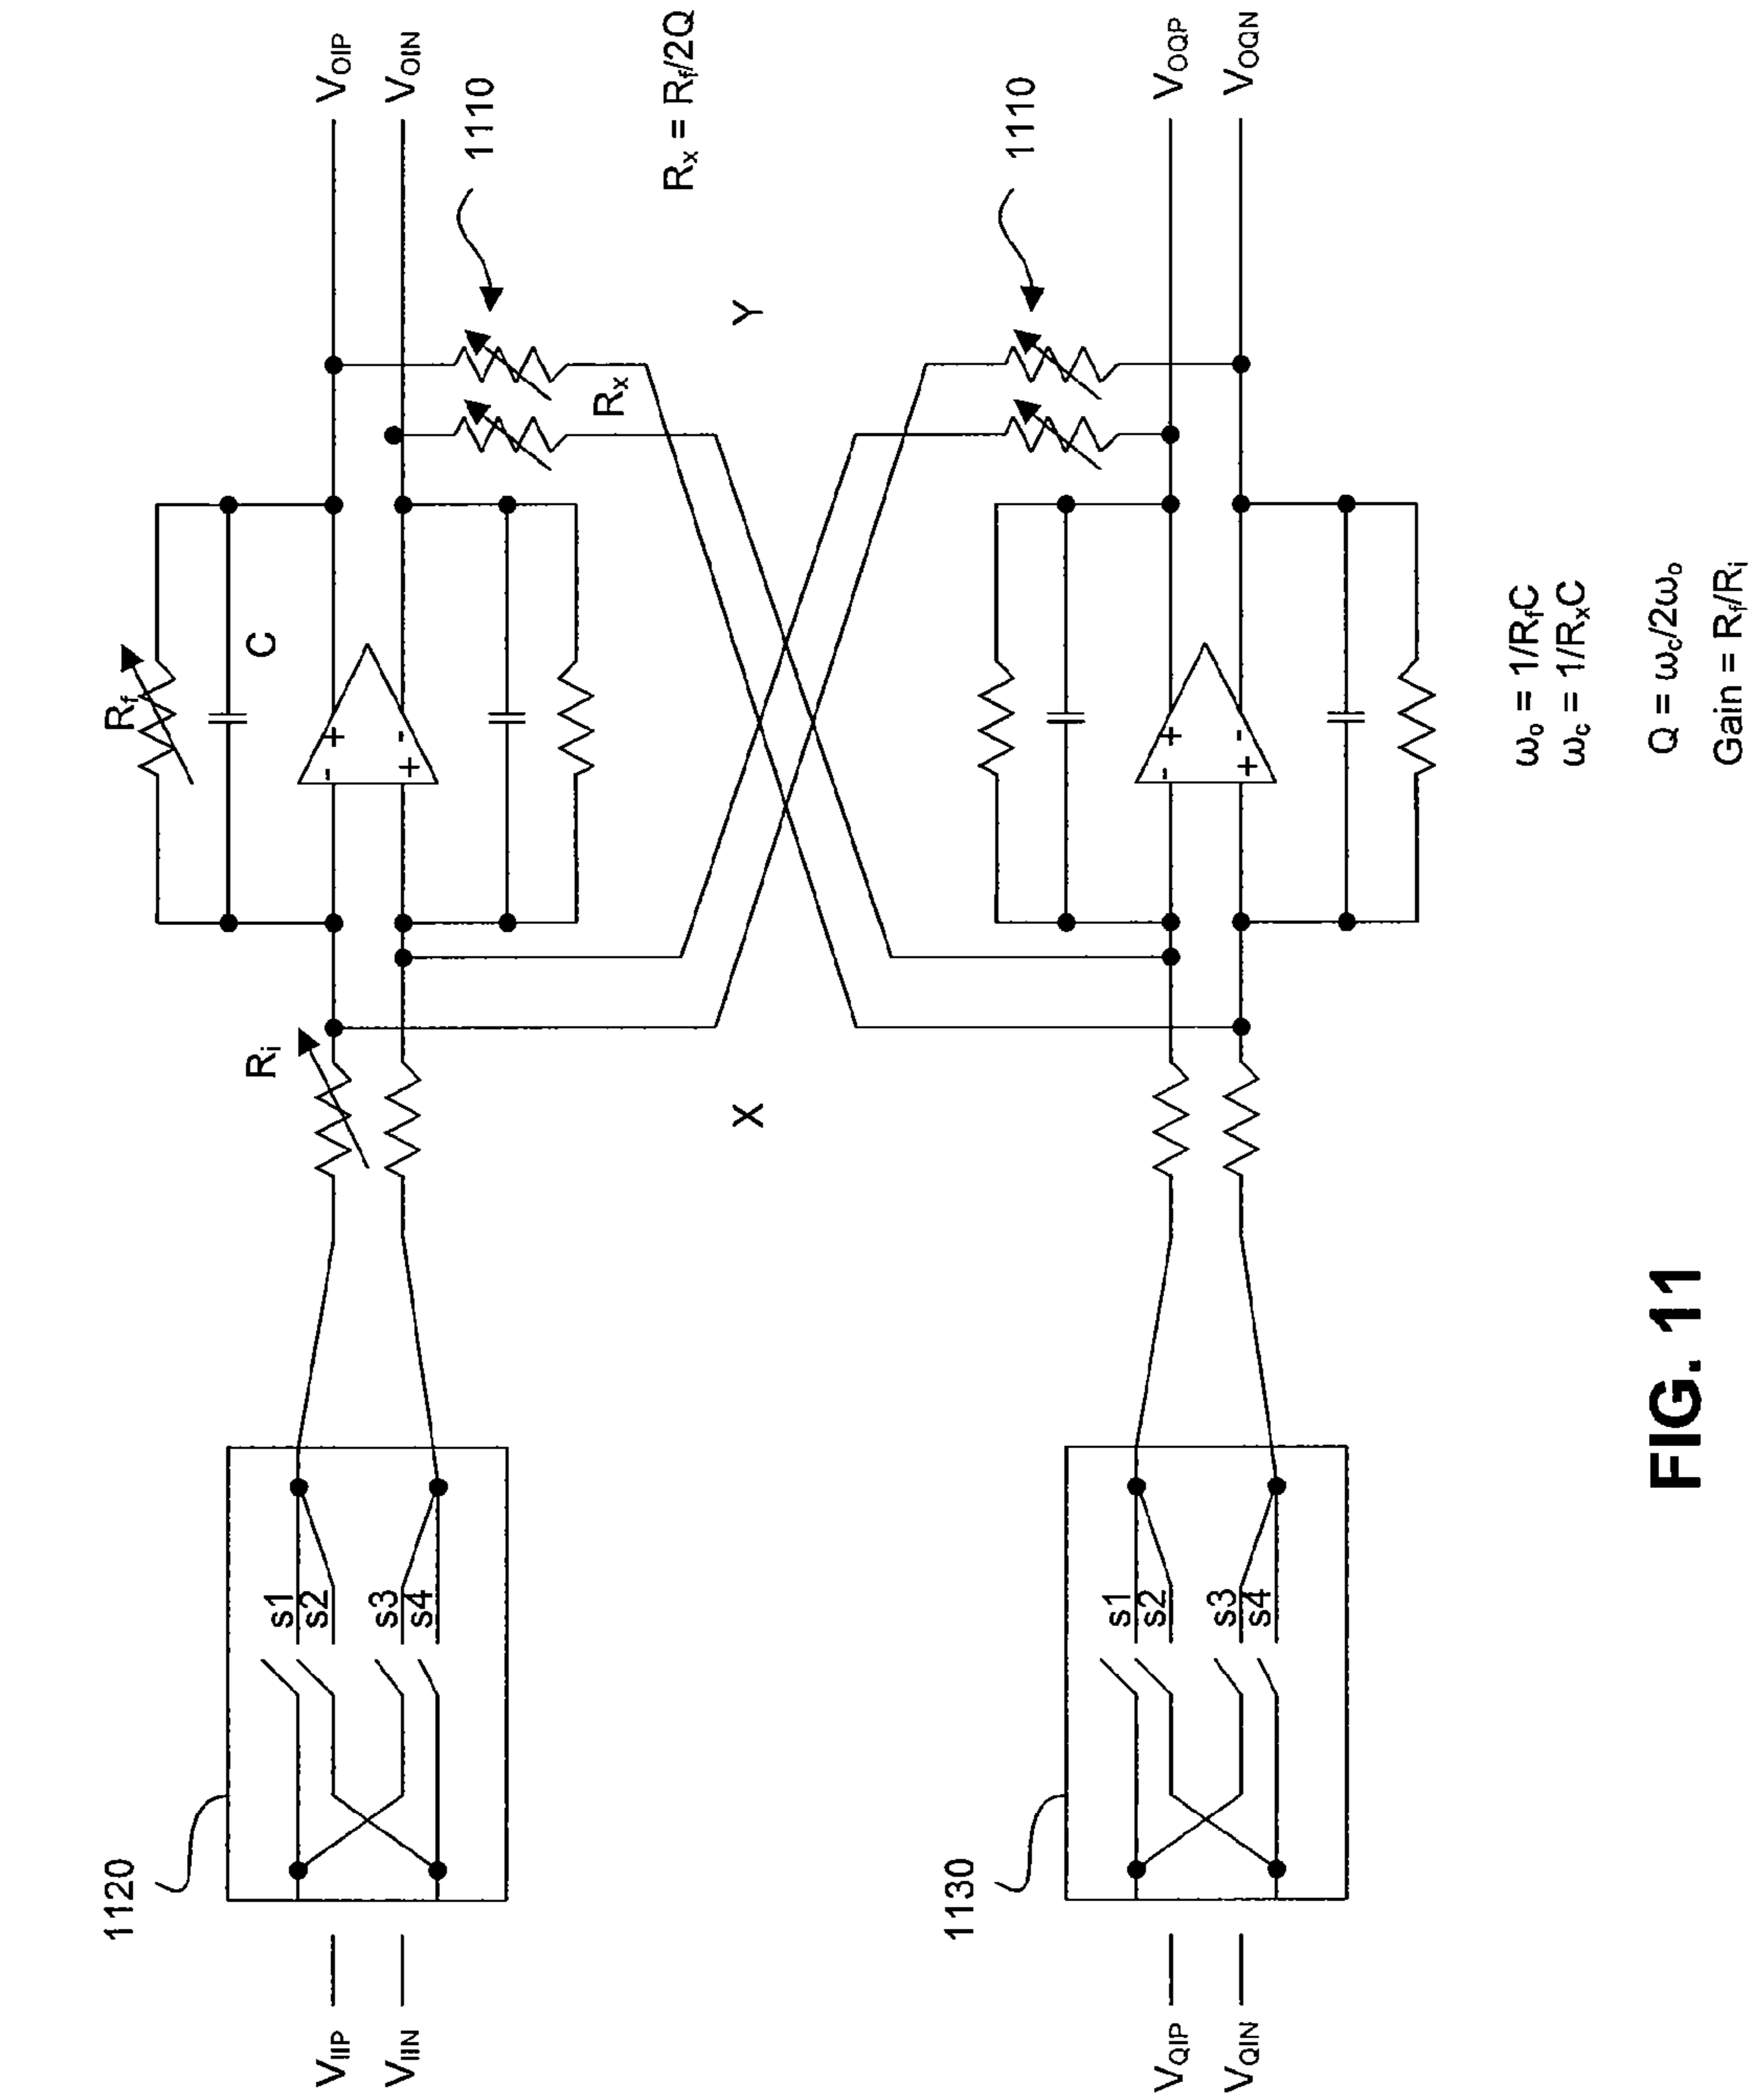 V_IIP
V_IIN
1120
s1
s2
s3
s4
R_i
R_f
C
-
+
+
-
R_x
1110
V_OIP
V_OIN
X
Y
R_x = R_f/2Q
V_QIP
V_QIN
1130
s1
s2
s3
s4
-
+
+
-
1110
V_OQP
V_OQN
ω_o = 1/R_fC
ω_c = 1/R_xC
Q = ω_c/2ω_o
Gain = R_f/R_i
FIG. 11